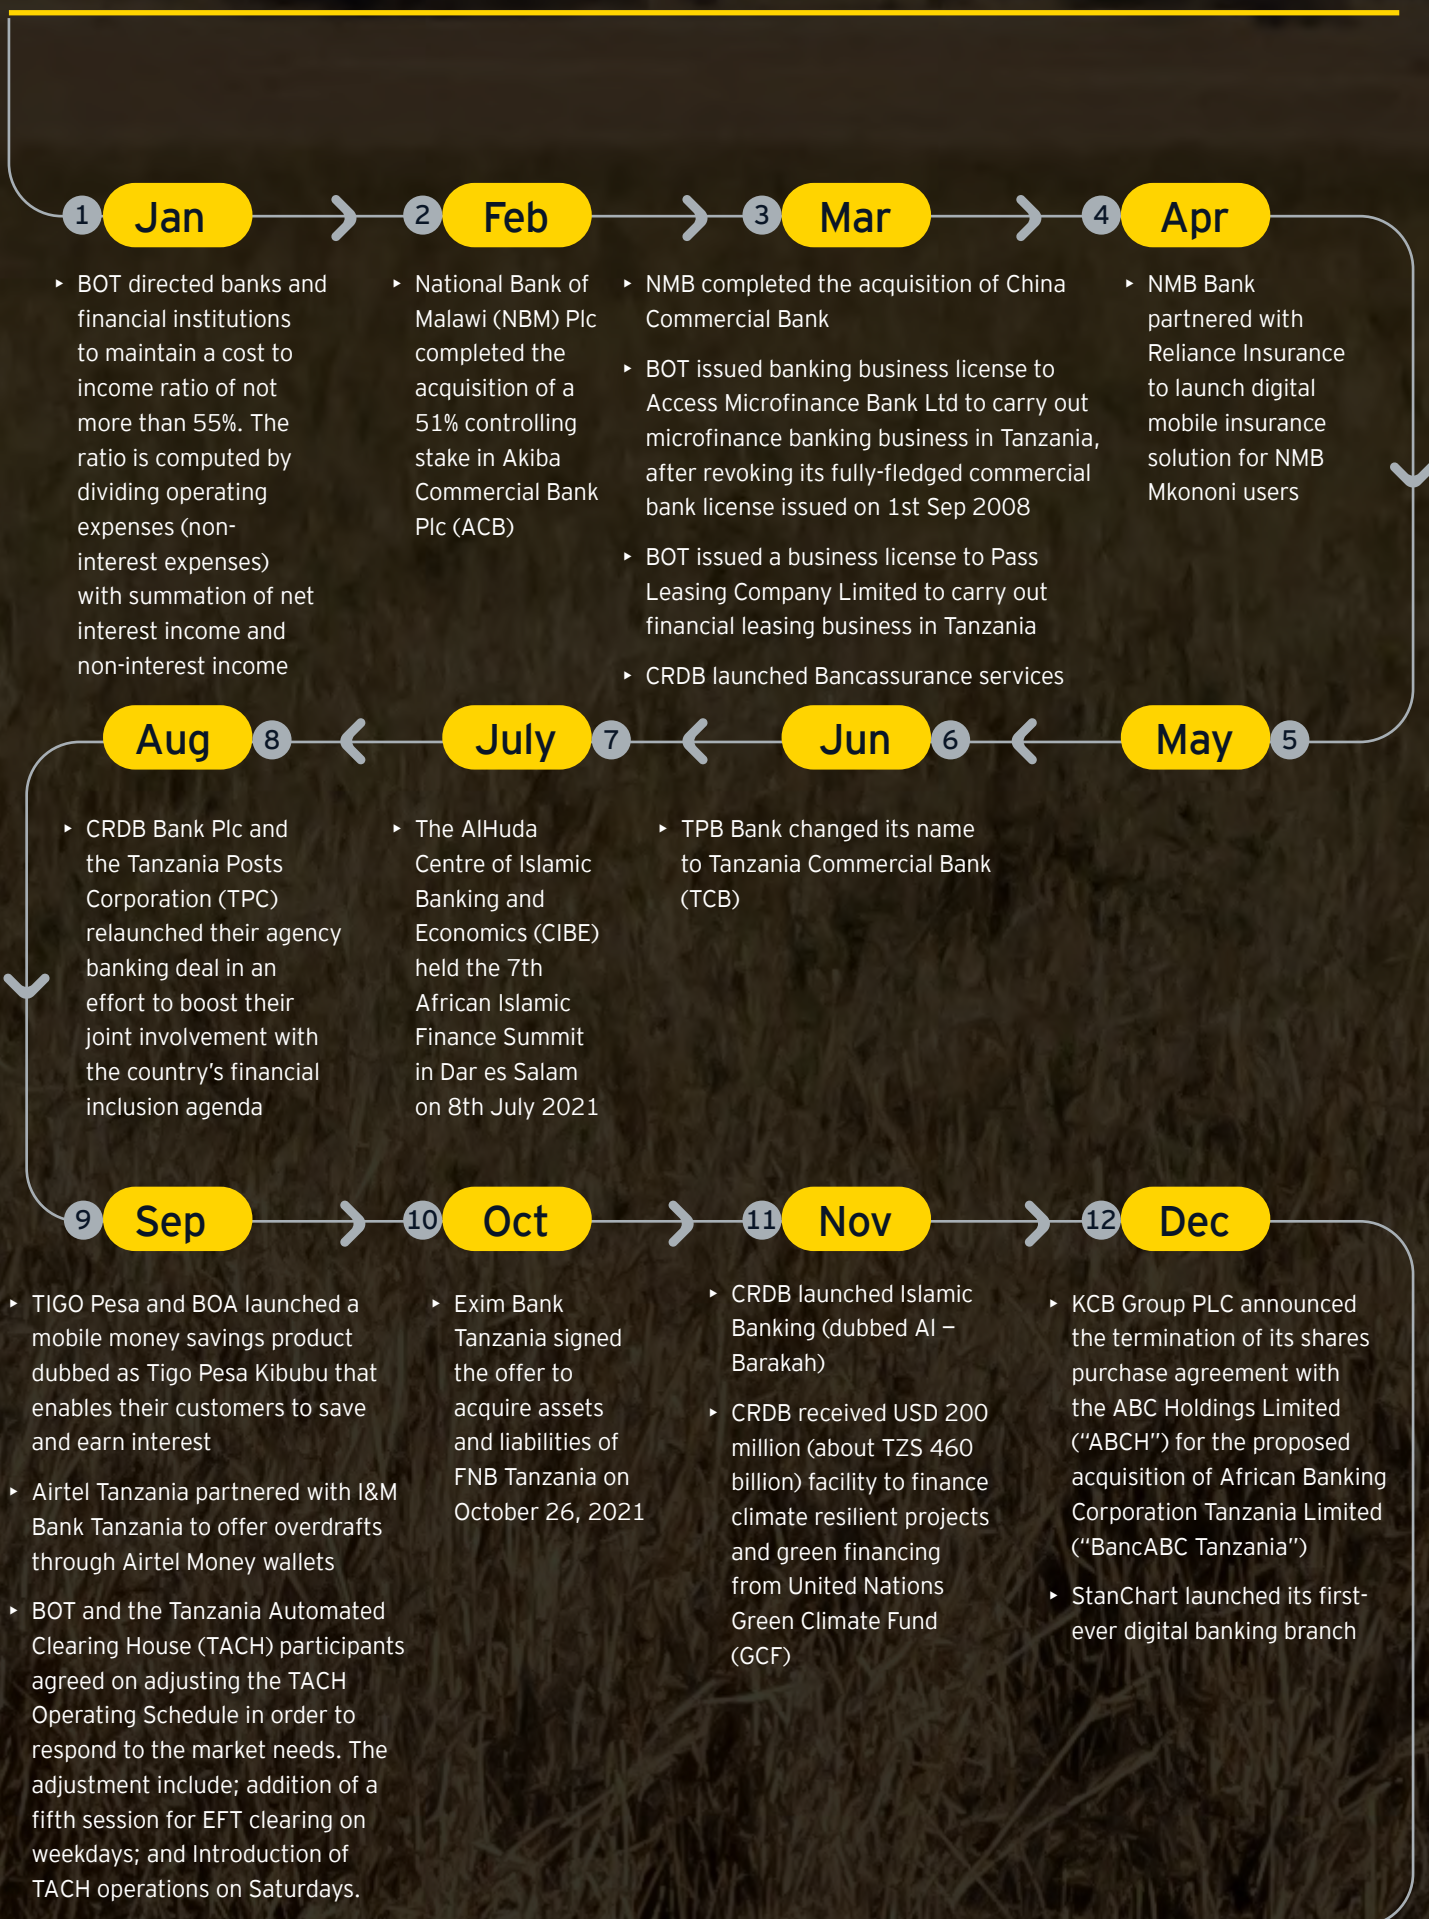 1 Jan
‣ BOT directed banks and
financial institutions
to maintain a cost to
income ratio of not
more than 55%. The
ratio is computed by
dividing operating
expenses (non-
interest expenses)
with summation of net
interest income and
non-interest income
2 Feb
‣ National Bank of
Malawi (NBM) Plc
completed the
acquisition of a
51% controlling
stake in Akiba
Commercial Bank
Plc (ACB)
3 Mar
‣ NMB completed the acquisition of China
Commercial Bank
‣ BOT issued banking business license to
Access Microfinance Bank Ltd to carry out
microfinance banking business in Tanzania,
after revoking its fully-fledged commercial
bank license issued on 1st Sep 2008
‣ BOT issued a business license to Pass
Leasing Company Limited to carry out
financial leasing business in Tanzania
‣ CRDB launched Bancassurance services
4 Apr
‣ NMB Bank
partnered with
Reliance Insurance
to launch digital
mobile insurance
solution for NMB
Mkononi users
May 5
Jun 6
‣ TPB Bank changed its name
to Tanzania Commercial Bank
(TCB)
July 7
‣ The AlHuda
Centre of Islamic
Banking and
Economics (CIBE)
held the 7th
African Islamic
Finance Summit
in Dar es Salam
on 8th July 2021
Aug 8
‣ CRDB Bank Plc and
the Tanzania Posts
Corporation (TPC)
relaunched their agency
banking deal in an
effort to boost their
joint involvement with
the country's financial
inclusion agenda
9 Sep
‣ TIGO Pesa and BOA launched a
mobile money savings product
dubbed as Tigo Pesa Kibubu that
enables their customers to save
and earn interest
‣ Airtel Tanzania partnered with I&M
Bank Tanzania to offer overdrafts
through Airtel Money wallets
‣ BOT and the Tanzania Automated
Clearing House (TACH) participants
agreed on adjusting the TACH
Operating Schedule in order to
respond to the market needs. The
adjustment include; addition of a
fifth session for EFT clearing on
weekdays; and Introduction of
TACH operations on Saturdays.
10 Oct
‣ Exim Bank
Tanzania signed
the offer to
acquire assets
and liabilities of
FNB Tanzania on
October 26, 2021
11 Nov
‣ CRDB launched Islamic
Banking (dubbed Al –
Barakah)
‣ CRDB received USD 200
million (about TZS 460
billion) facility to finance
climate resilient projects
and green financing
from United Nations
Green Climate Fund
(GCF)
12 Dec
‣ KCB Group PLC announced
the termination of its shares
purchase agreement with
the ABC Holdings Limited
("ABCH") for the proposed
acquisition of African Banking
Corporation Tanzania Limited
("BancABC Tanzania")
‣ StanChart launched its first-
ever digital banking branch